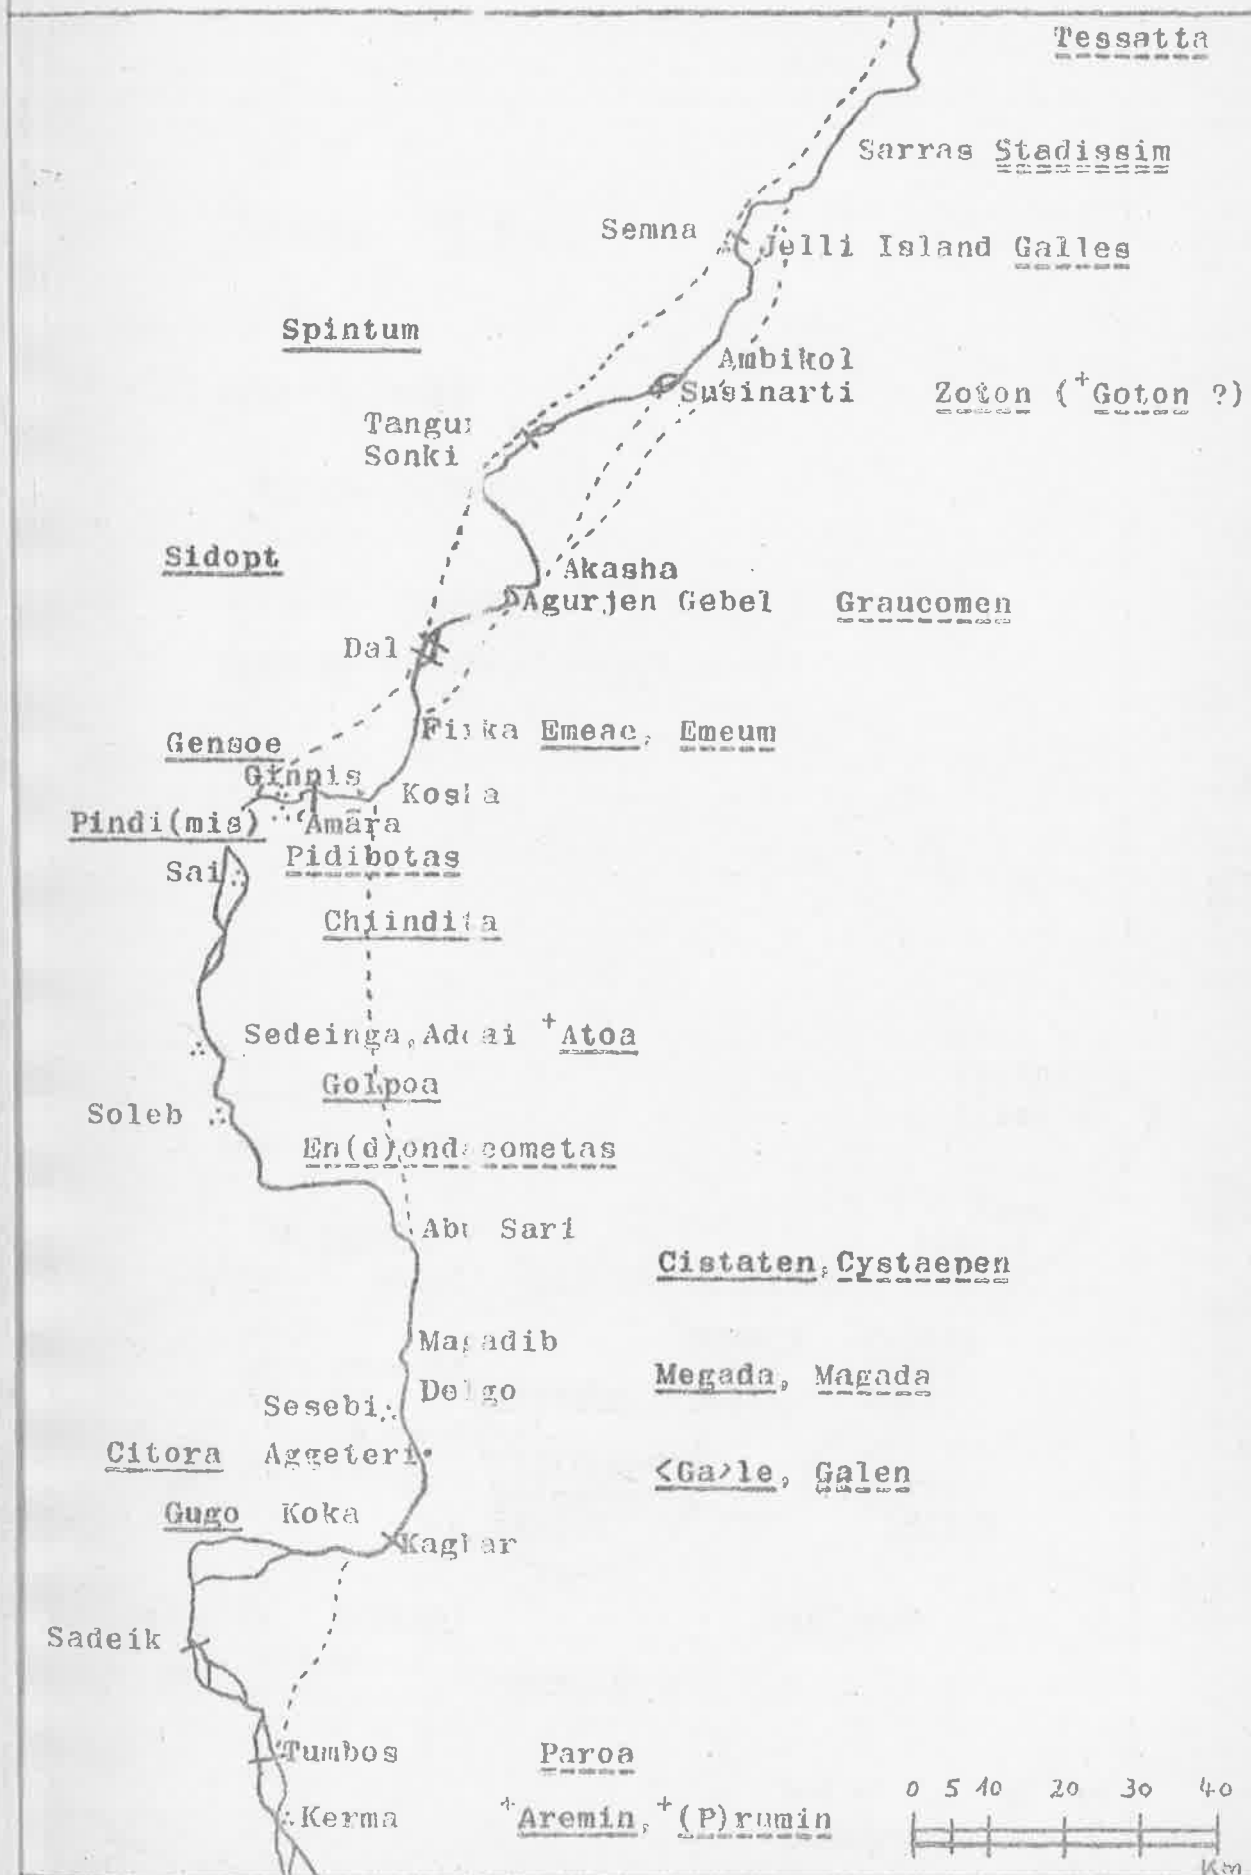 Tessatta
Sarras Stadissim
Semna
Jelli Island Galles
Spintum
Ambikol
Susinarti Zoton (+Goton ?)
Tangur
Sonki
Sidopt
Akasha
Agurjen Gebel Graucomen
Dal
Firka Emeae, Emeum
Gensoe
Ginnis
Kosha
Pindi(mis) ʿAmāra
Pidibotas
Sai
Chiindita
Sedeinga, Addai +Atoa
Golpoa
Soleb
En(d)ondacometas
Abu Sari
Cistaten, Cystaepen
Magadib
Megada, Magada
Delgo
Sesebi
Citora Aggeteri
<Ga>le, Galen
Gugo Koka
Kagbar
Sadeik
Tumbos Paroa
Kerma +Aremin, +(P)rumin
0 5 10 20 30 40
Km